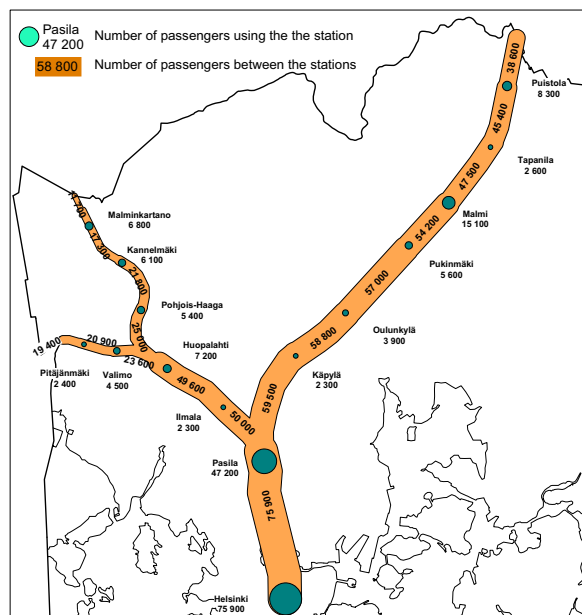 Pasila
47 200
Number of passengers using the the station
58 800
Number of passengers between the stations
38 600
Puistola
8 300
45 400
Tapanila
2 600
47 500
Malmi
15 100
54 200
Pukinmäki
5 600
57 000
Oulunkylä
3 900
58 800
Käpylä
2 300
59 500
11 700
Malminkartano
6 800
17 300
Kannelmäki
6 100
21 800
Pohjois-Haaga
5 400
25 000
Huopalahti
7 200
19 400
20 900
23 600
Pitäjänmäki
2 400
Valimo
4 500
49 600
Ilmala
2 300
50 000
Pasila
47 200
75 900
Helsinki
75 900